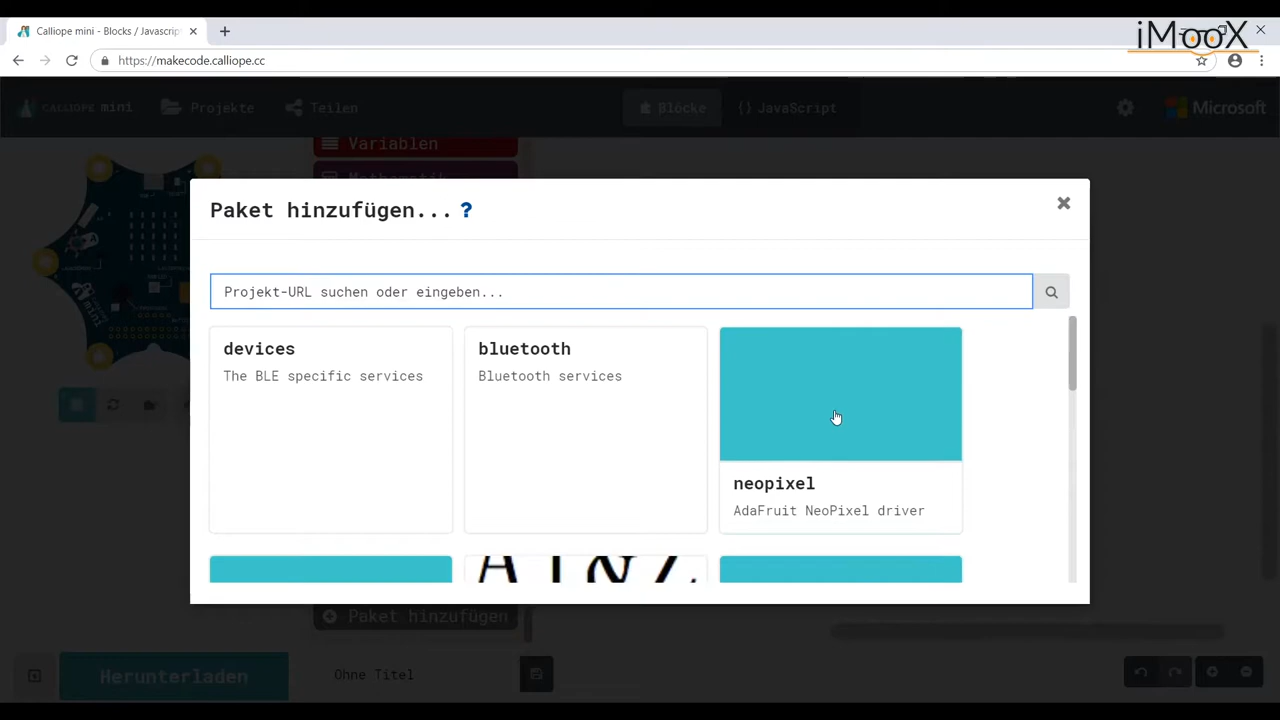 Calliope mini - Blocks / Javascrip
iMooX
https://makecode.calliope.cc
CALLIOPE mini
Projekte
Teilen
Blöcke
{} JavaScript
Microsoft
Variablen
Mathematik
Paket hinzufügen... ?
Projekt-URL suchen oder eingeben...
devices
The BLE specific services
bluetooth
Bluetooth services
neopixel
AdaFruit NeoPixel driver
Paket hinzufügen
Herunterladen
Ohne Titel